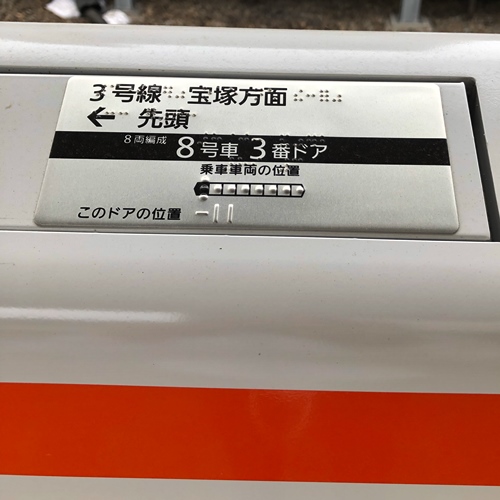 3号線 宝塚方面
← 先頭
8両編成 8号車 3番ドア
乗車車両の位置
このドアの位置